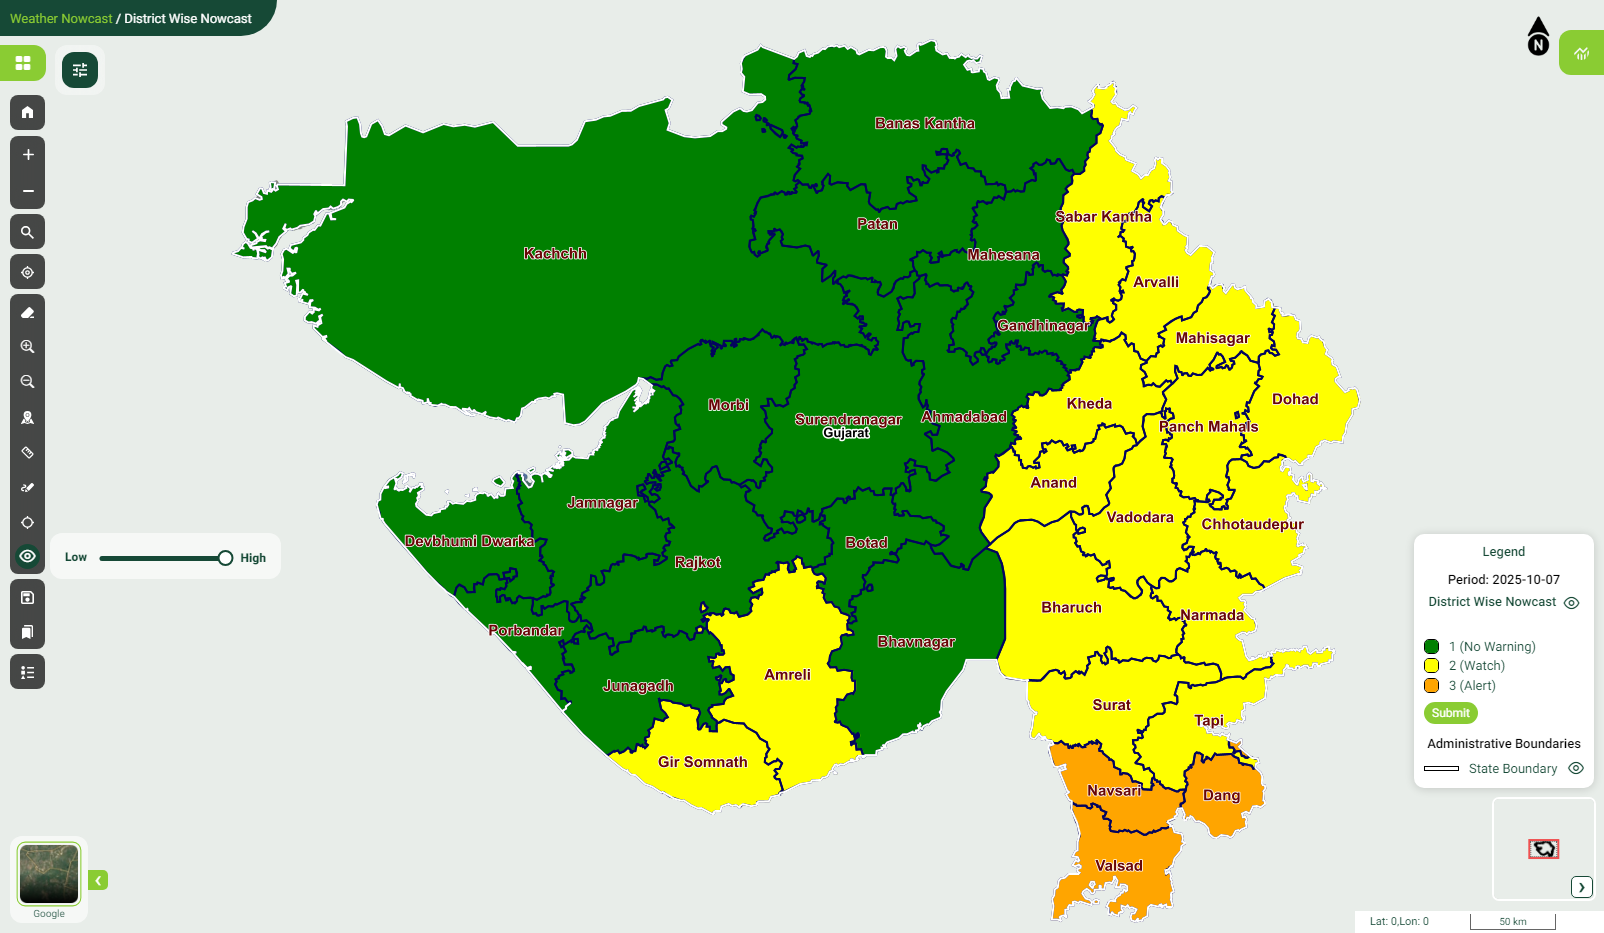 Weather Nowcast / District Wise Nowcast
N
Banas Kantha
Sabar Kantha
Patan
Kachchh
Mahesana
Arvalli
Gandhinagar
Mahisagar
Dohad
Morbi
Kheda
Surendranagar
Ahmadabad
Gujarat
Panch Mahals
Anand
Jamnagar
Vadodara
Chhotaudepur
Devbhumi Dwarka
Botad
Rajkot
Low
High
Bharuch
Narmada
Porbandar
Bhavnagar
Amreli
Junagadh
Surat
Tapi
Gir Somnath
Navsari
Dang
Valsad
Legend
Period: 2025-10-07
District Wise Nowcast
1 (No Warning)
2 (Watch)
3 (Alert)
Submit
Administrative Boundaries
State Boundary
Google
Lat: 0,Lon: 0
50 km